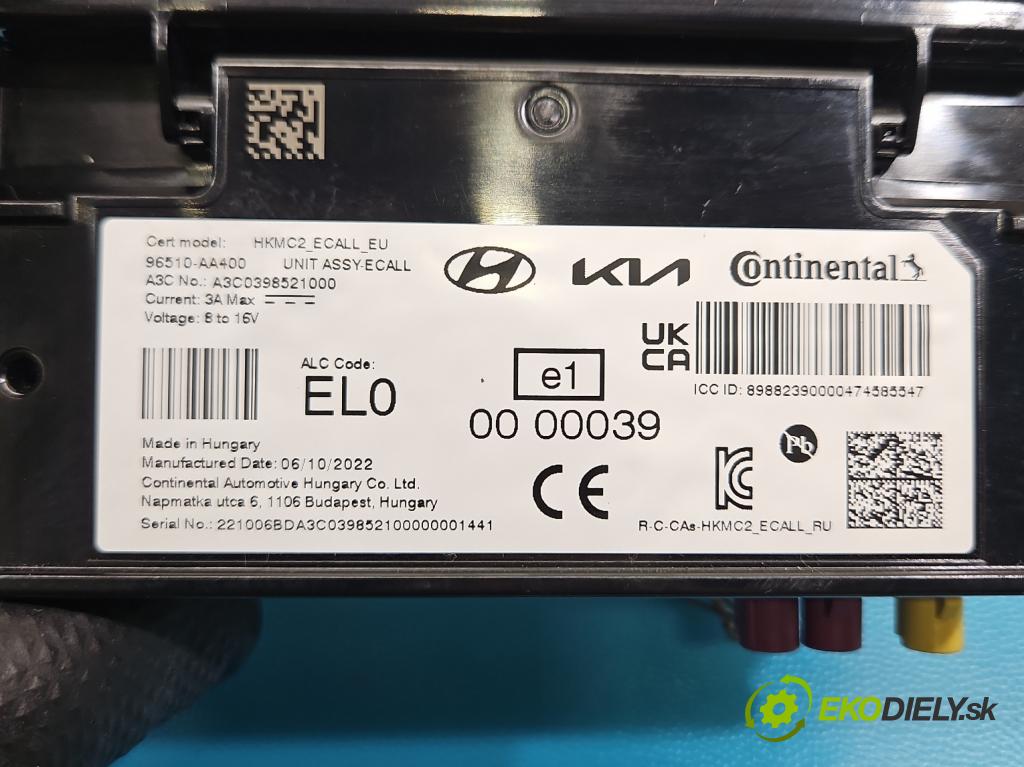 Cert model: HKMC2_ECALL_EU
96510-AA400 UNIT ASSY-ECALL
A3C No.: A3C0398521000
Current: 3A Max
Voltage: 8 to 16V
KIA
Continental
UK
CA
ICC ID: 89882390000474585547
ALC Code:
EL0
e1
00 00039
Pb
Made in Hungary
Manufactured Date: 06/10/2022
Continental Automotive Hungary Co. Ltd.
Napmatka utca 6, 1106 Budapest, Hungary
Serial No.: 221006BDA3C03985210000001441
CE
R-C-CAs-HKMC2_ECALL_RU
EKODIELY.sk